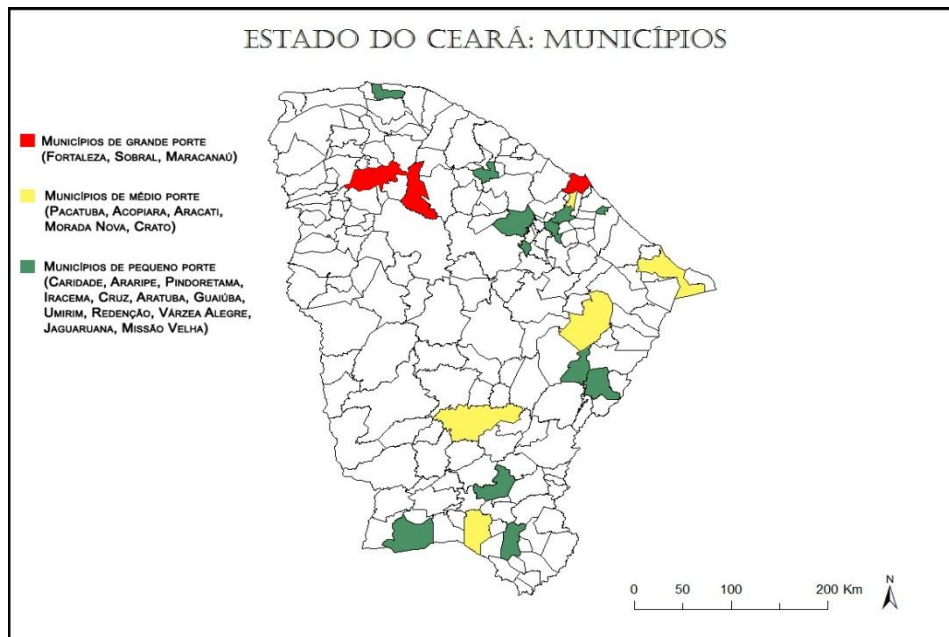 ESTADO DO CEARÁ: MUNICÍPIOS
MUNICÍPIOS DE GRANDE PORTE
(FORTALEZA, SOBRAL, MARACANAÚ)
MUNICÍPIOS DE MÉDIO PORTE
(PACATUBA, ACOPIARA, ARACATI,
MORADA NOVA, CRATO)
MUNICÍPIOS DE PEQUENO PORTE
(CARIDADE, ARARIPE, PINDORETAMA,
IRACEMA, CRUZ, ARATUBA, GUAIÚBA,
UMIRIM, REDENÇÃO, VÁRZEA ALEGRE,
JAGUARUANA, MISSÃO VELHA)
0 50 100 200 Km
N